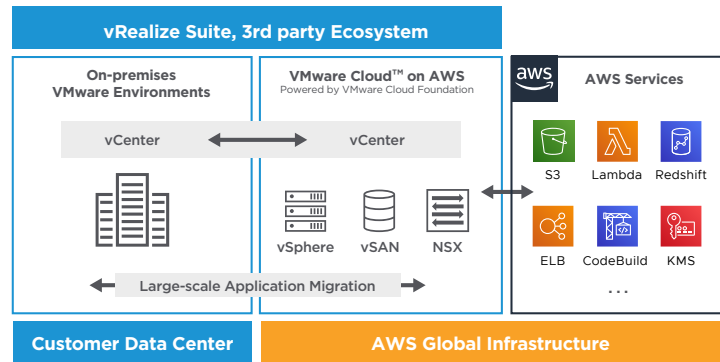 vRealize Suite, 3rd party Ecosystem
On-premises
VMware Environments
VMware Cloud™ on AWS
Powered by VMware Cloud Foundation
aws
AWS Services
vCenter
vCenter
S3
Lambda
Redshift
vSphere
vSAN
NSX
ELB
CodeBuild
KMS
...
Large-scale Application Migration
Customer Data Center
AWS Global Infrastructure